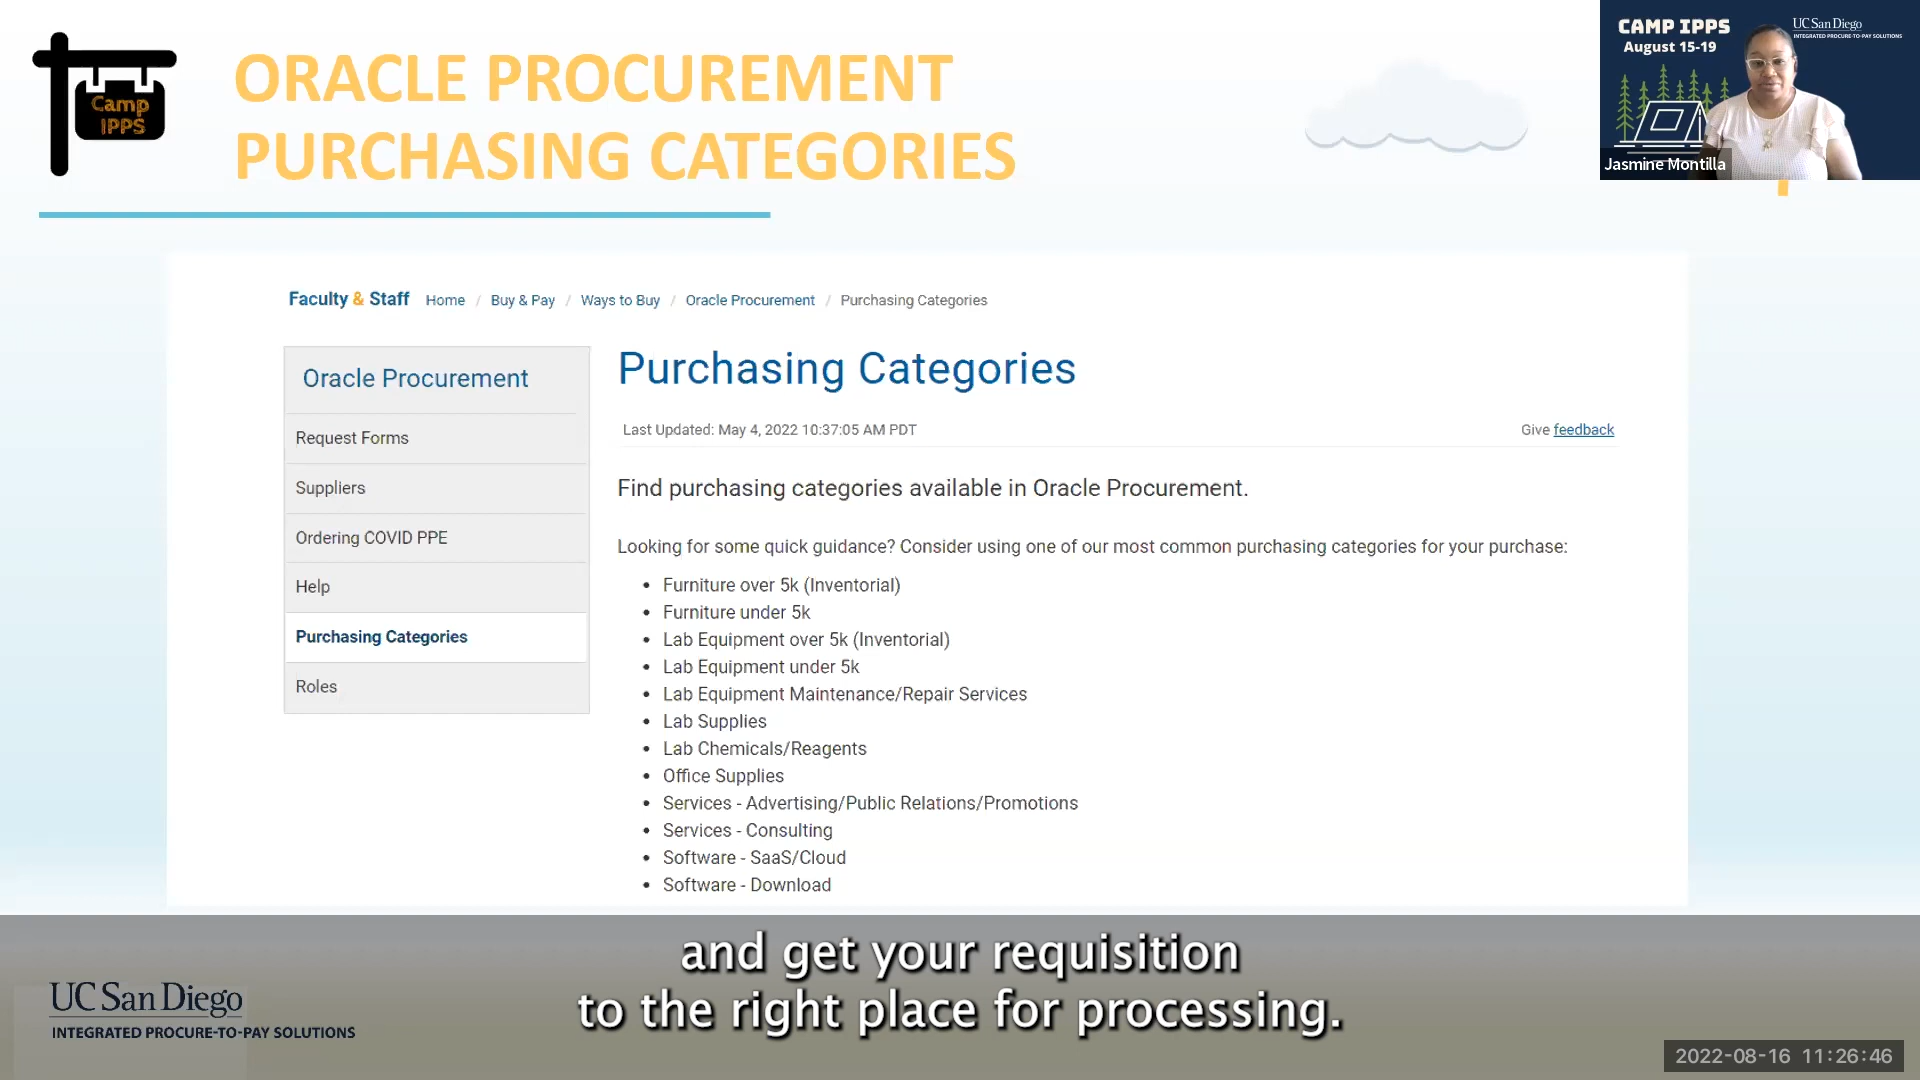 Camp
IPPS
ORACLE PROCUREMENT
PURCHASING CATEGORIES
CAMP IPPS
August 15-19
UC San Diego
INTEGRATED PROCURE-TO-PAY SOLUTIONS
Jasmine Montilla
Faculty & Staff Home / Buy & Pay / Ways to Buy / Oracle Procurement / Purchasing Categories
Oracle Procurement
Request Forms
Suppliers
Ordering COVID PPE
Help
Purchasing Categories
Roles
Purchasing Categories
Last Updated: May 4, 2022 10:37:05 AM PDT
Give feedback
Find purchasing categories available in Oracle Procurement.
Looking for some quick guidance? Consider using one of our most common purchasing categories for your purchase:
• Furniture over 5k (Inventorial)
• Furniture under 5k
• Lab Equipment over 5k (Inventorial)
• Lab Equipment under 5k
• Lab Equipment Maintenance/Repair Services
• Lab Supplies
• Lab Chemicals/Reagents
• Office Supplies
• Services - Advertising/Public Relations/Promotions
• Services - Consulting
• Software - SaaS/Cloud
• Software - Download
and get your requisition
to the right place for processing.
UC San Diego
INTEGRATED PROCURE-TO-PAY SOLUTIONS
2022-08-16 11:26:46